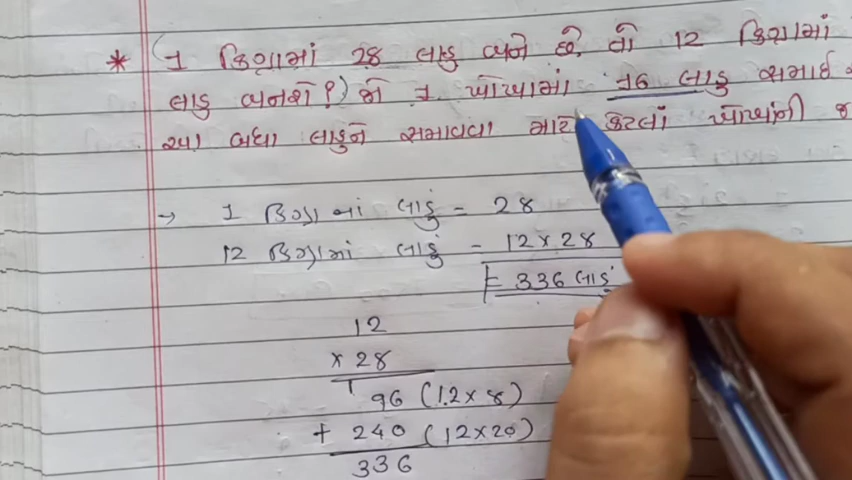 * (1 કિગ્રામાં 28 લાડુ બને છે, તો 12 કિગ્રામાં
લાડુ બનશે?) જો 1 ખોખામાં 16 લાડુ સમાઈ
આ બધા લાડુને સમાવવા માટે કેટલાં ખોખાંની જ
→ 1 કિગ્રા નાં લાડું = 28
12 કિગ્રામાં લાડું = 12 x 28
= 336 લાડું
12
x 28
1 96 (12 x 8)
+ 240 (12 x 20)
336